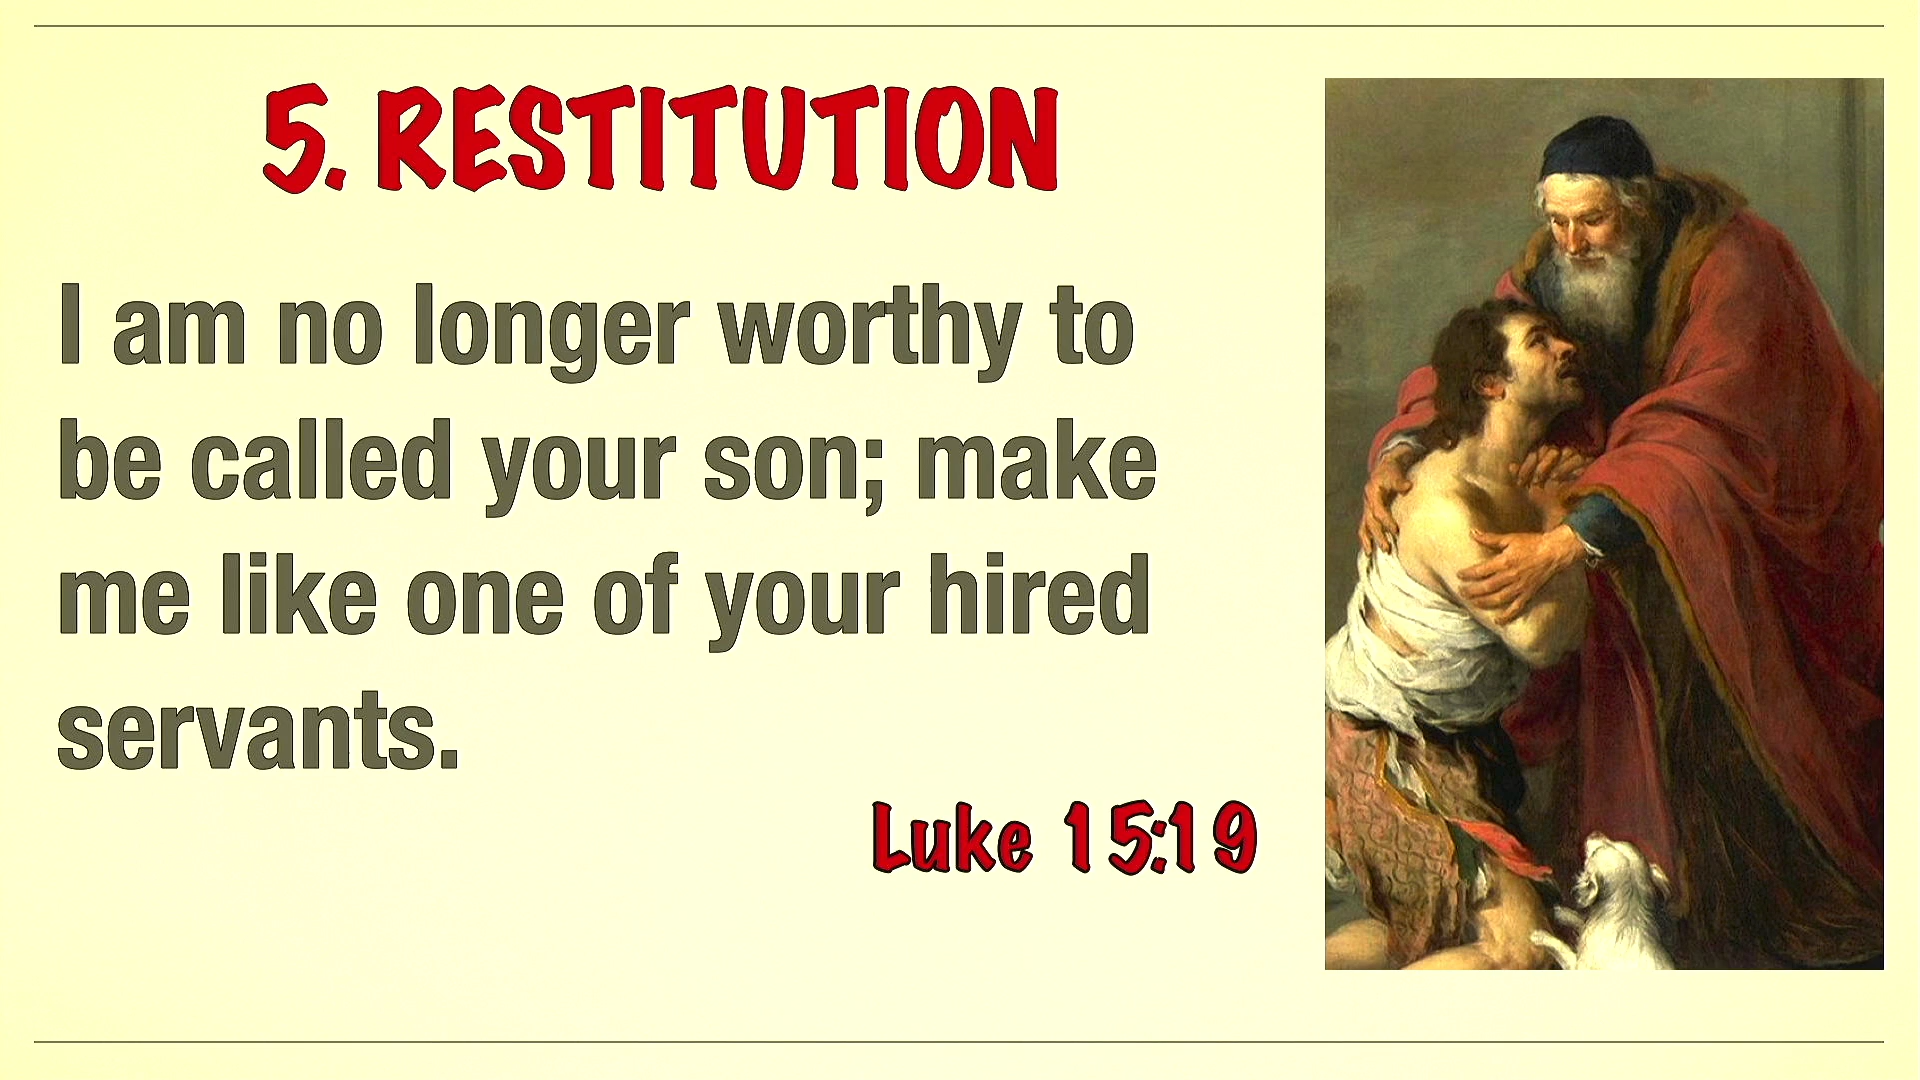 5. RESTITUTION
I am no longer worthy to
be called your son; make
me like one of your hired
servants.
Luke 15:19